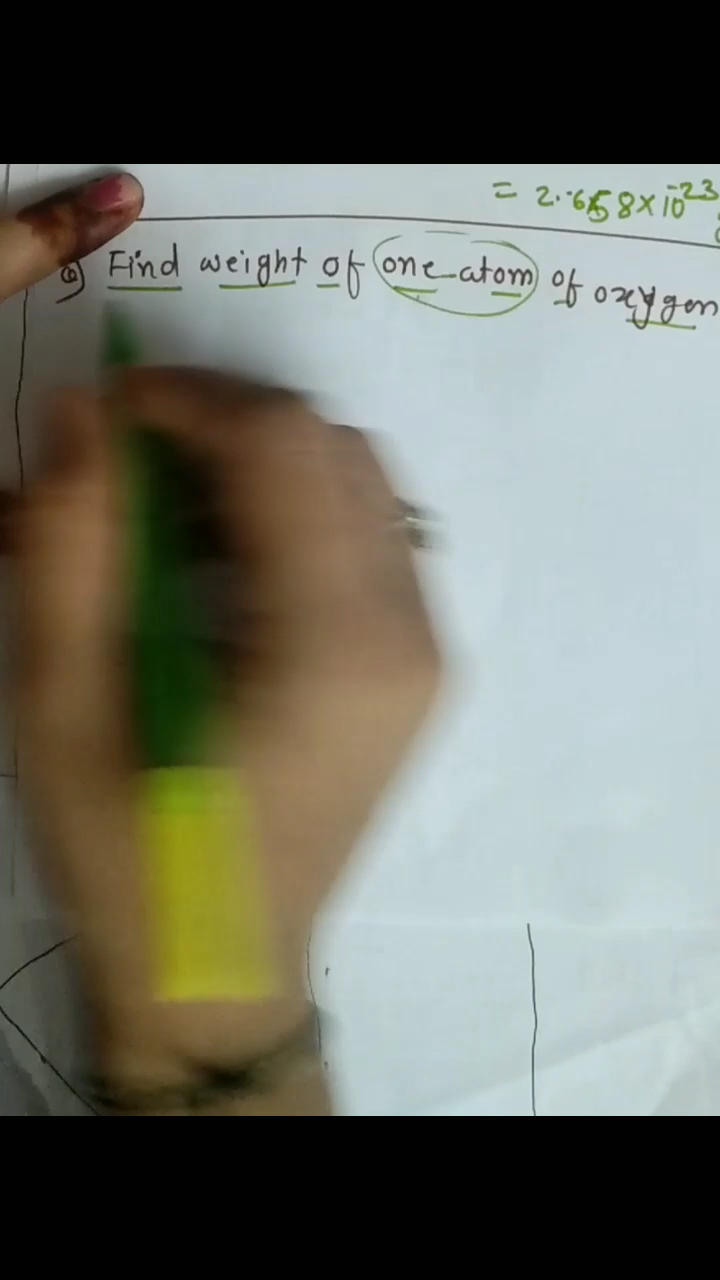 = 2.658×10⁻²³
Q) Find weight of one atom of oxygen